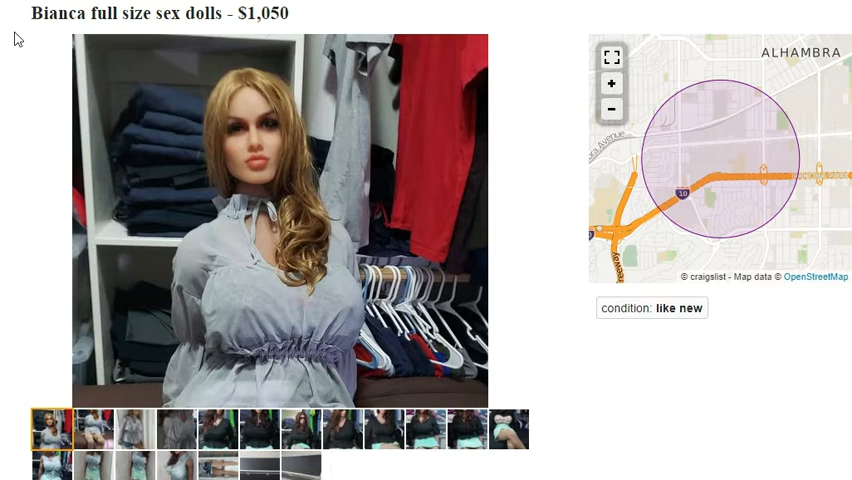 Bianca full size sex dolls - $1,050
ALHAMBRA
+
−
10
© craigslist - Map data © OpenStreetMap
condition: like new